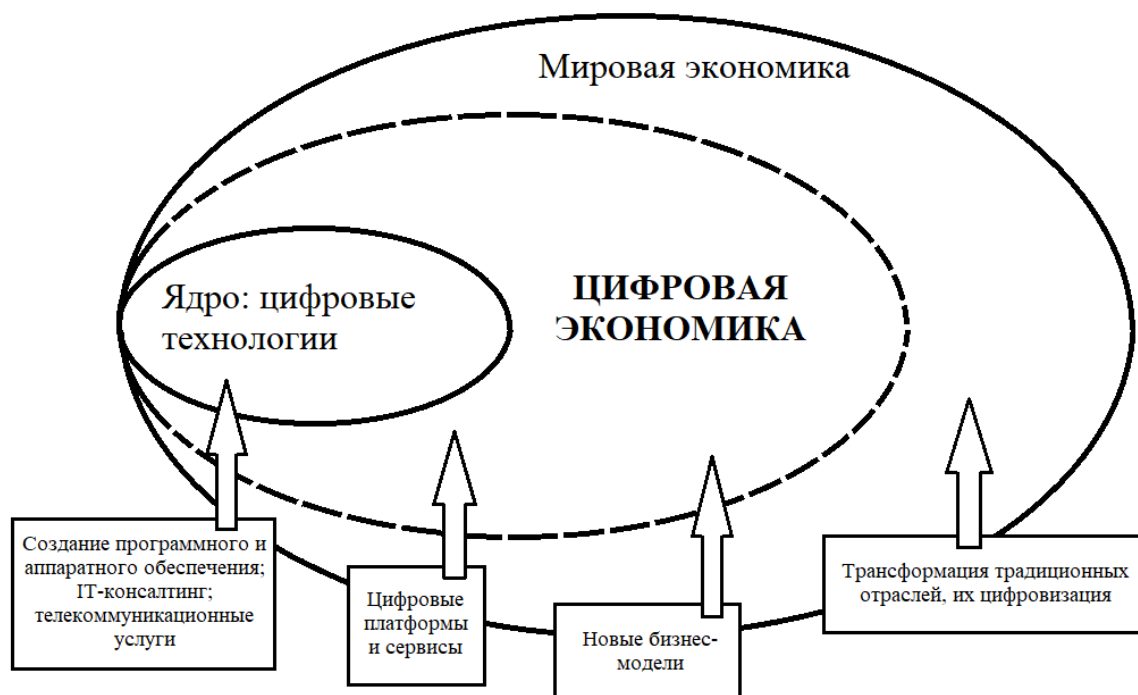 Мировая экономика
Ядро: цифровые
технологии
ЦИФРОВАЯ
ЭКОНОМИКА
Создание программного и
аппаратного обеспечения;
IT-консалтинг;
телекоммуникационные
услуги
Цифровые
платформы
и сервисы
Новые бизнес-
модели
Трансформация традиционных
отраслей, их цифровизация